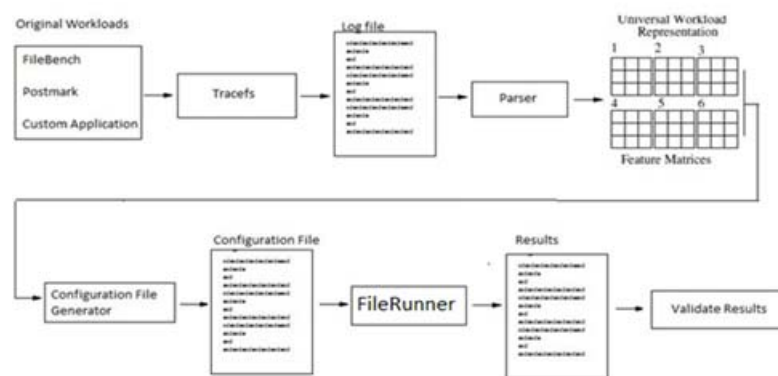 Original Workloads
FileBench
Postmark
Custom Application
Tracefs
Log file
Parser
Universal Workload
Representation
1 2 3
4 5 6
Feature Matrices
Configuration File
Generator
Configuration File
FileRunner
Results
Validate Results